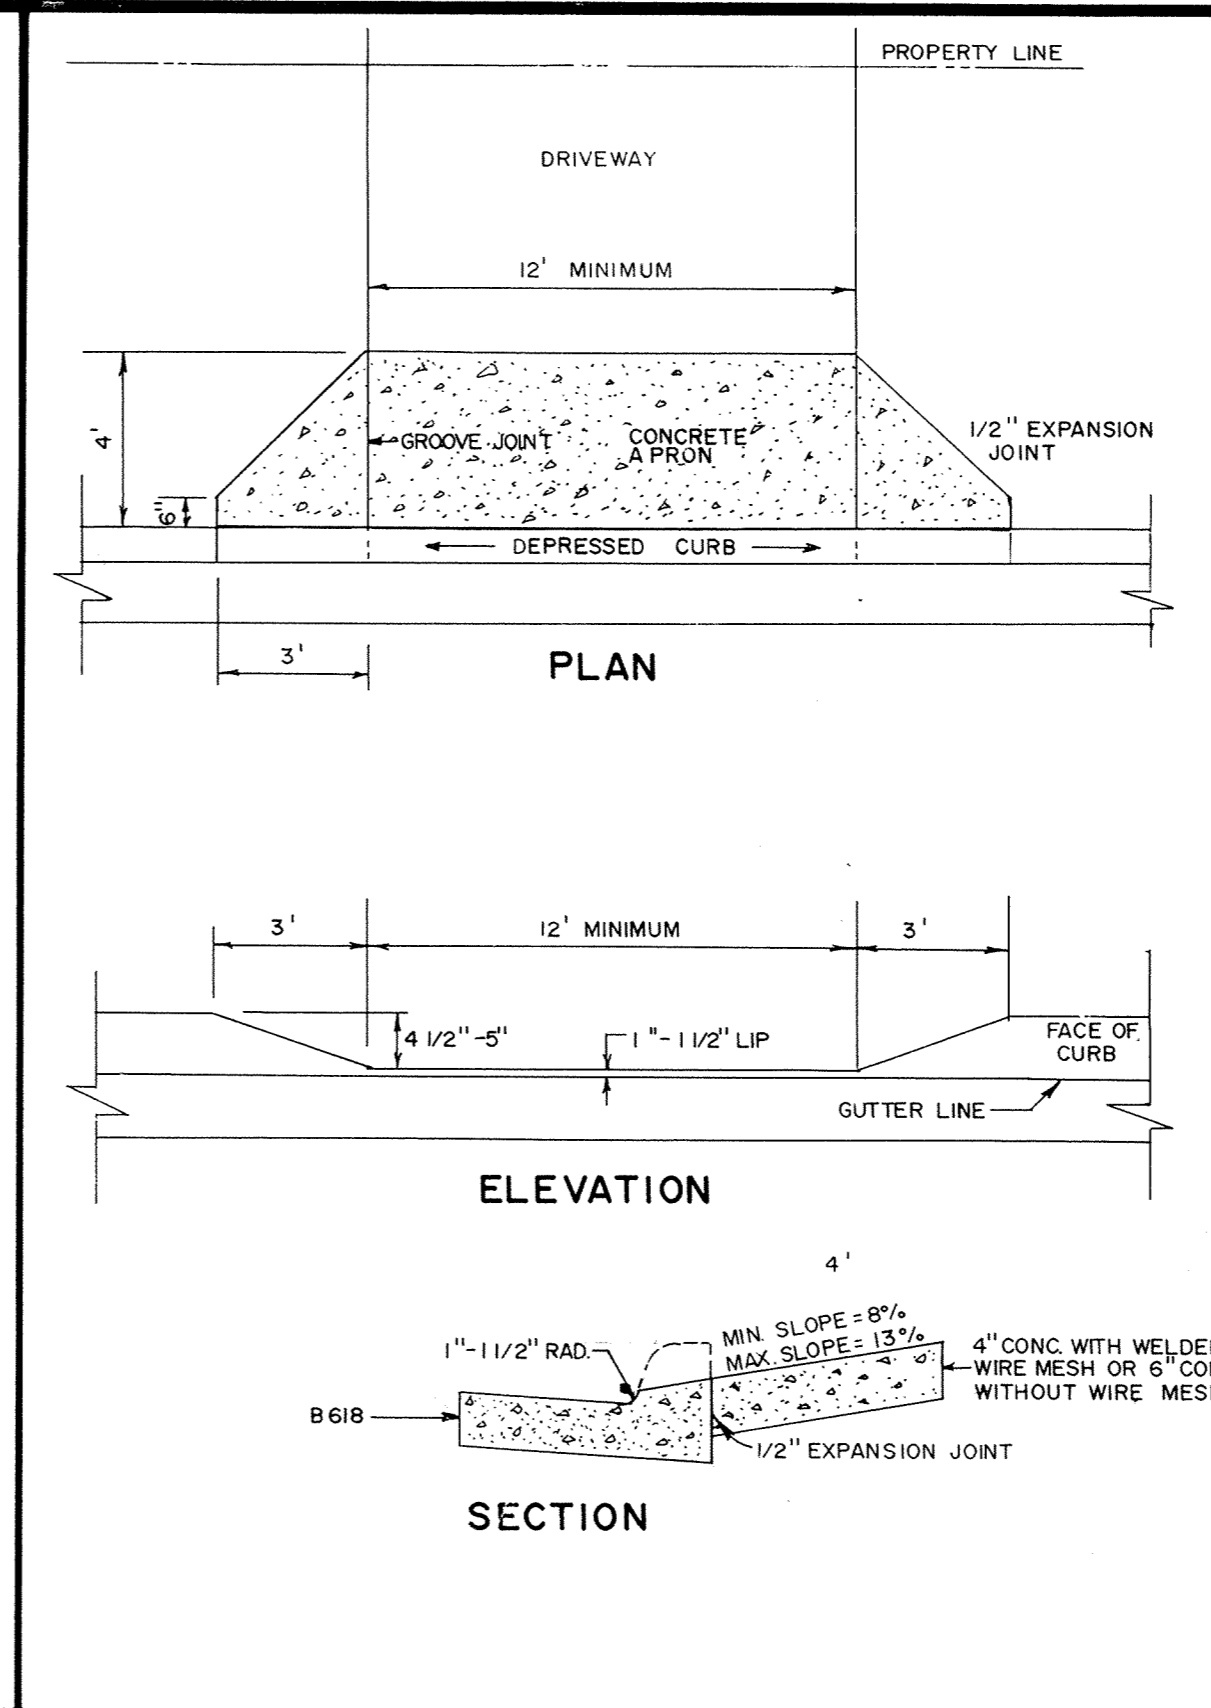 PROPERTY LINE
DRIVEWAY
12' MINIMUM
4'
GROOVE JOINT
CONCRETE
APRON
1/2" EXPANSION
JOINT
6"
DEPRESSED CURB
3'
PLAN
3'
12' MINIMUM
3'
4 1/2"-5"
1"-1 1/2" LIP
FACE OF
CURB
GUTTER LINE
ELEVATION
4'
MIN. SLOPE = 8%
MAX. SLOPE = 13%
1"-1 1/2" RAD.
4" CONC. WITH WELDE
WIRE MESH OR 6" CO
WITHOUT WIRE MES
B618
1/2" EXPANSION JOINT
SECTION